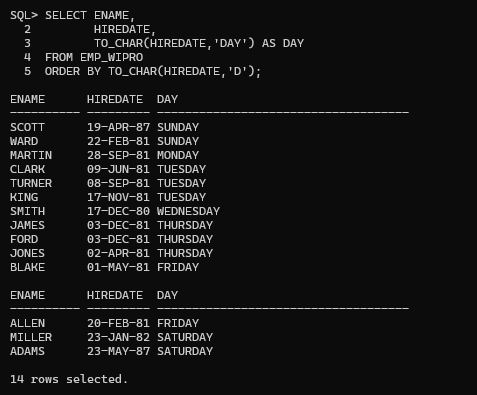 SQL> SELECT ENAME,
  2         HIREDATE,
  3         TO_CHAR(HIREDATE,'DAY') AS DAY
  4  FROM EMP_WIPRO
  5  ORDER BY TO_CHAR(HIREDATE,'D');
ENAME      HIREDATE  DAY
---------- --------- ------------------------------------
SCOTT      19-APR-87 SUNDAY
WARD       22-FEB-81 SUNDAY
MARTIN     28-SEP-81 MONDAY
CLARK      09-JUN-81 TUESDAY
TURNER     08-SEP-81 TUESDAY
KING       17-NOV-81 TUESDAY
SMITH      17-DEC-80 WEDNESDAY
JAMES      03-DEC-81 THURSDAY
FORD       03-DEC-81 THURSDAY
JONES      02-APR-81 THURSDAY
BLAKE      01-MAY-81 FRIDAY
ENAME      HIREDATE  DAY
---------- --------- ------------------------------------
ALLEN      20-FEB-81 FRIDAY
MILLER     23-JAN-82 SATURDAY
ADAMS      23-MAY-87 SATURDAY
14 rows selected.